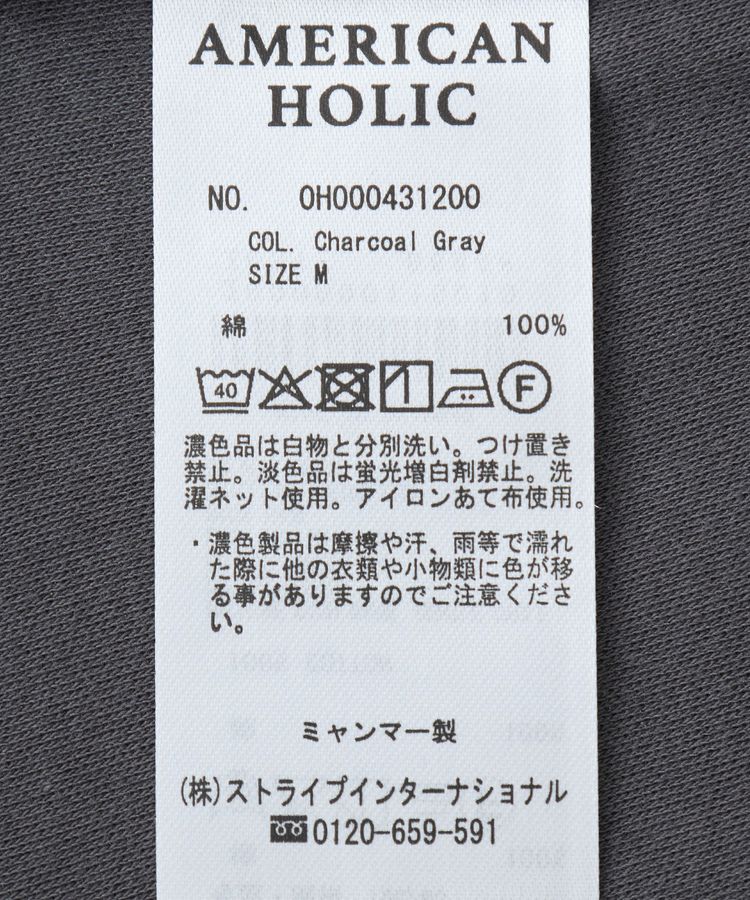 AMERICAN
HOLIC
NO. OH000431200
COL. Charcoal Gray
SIZE M
綿 100%
40 F
濃色品は白物と分別洗い。つけ置き
禁止。淡色品は蛍光増白剤禁止。洗
濯ネット使用。アイロンあて布使用。
・濃色製品は摩擦や汗、雨等で濡れ
た際に他の衣類や小物類に色が移
る事がありますのでご注意くださ
い。
ミャンマー製
(株)ストライプインターナショナル
0120-659-591